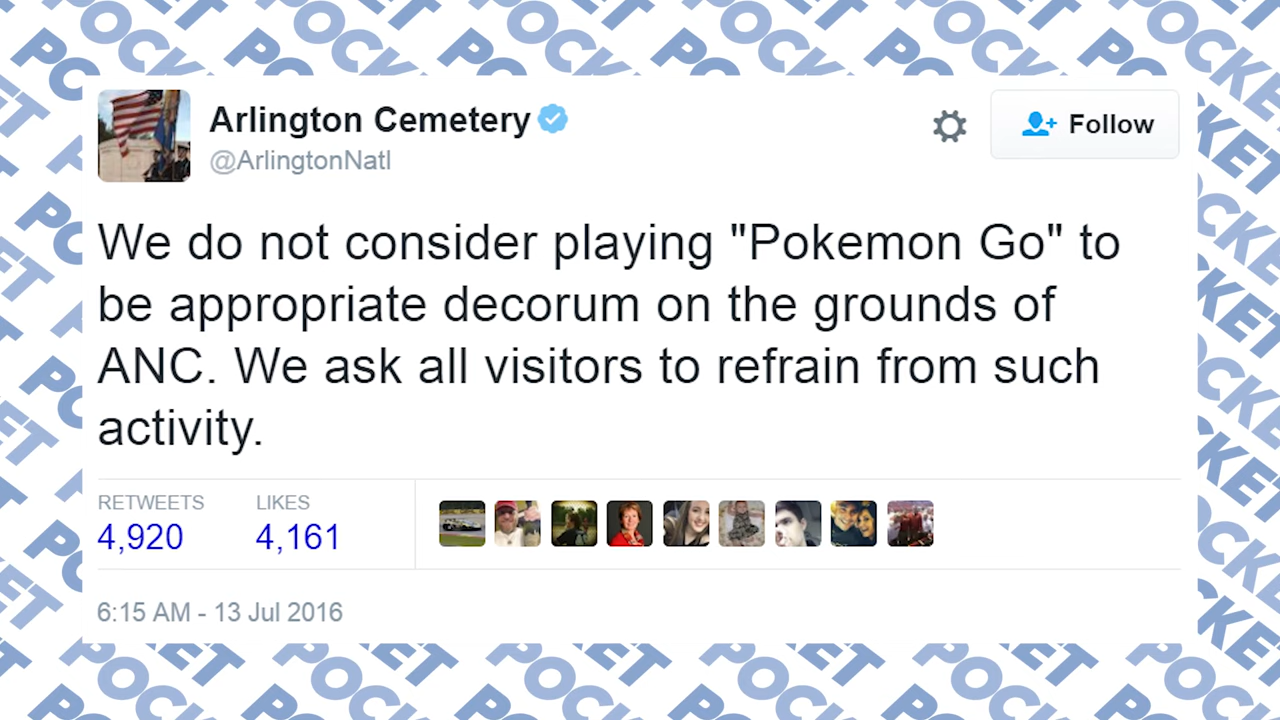 Arlington Cemetery
@ArlingtonNatl
Follow
We do not consider playing "Pokemon Go" to
be appropriate decorum on the grounds of
ANC. We ask all visitors to refrain from such
activity.
RETWEETS LIKES
4,920 4,161
6:15 AM - 13 Jul 2016
POCKET